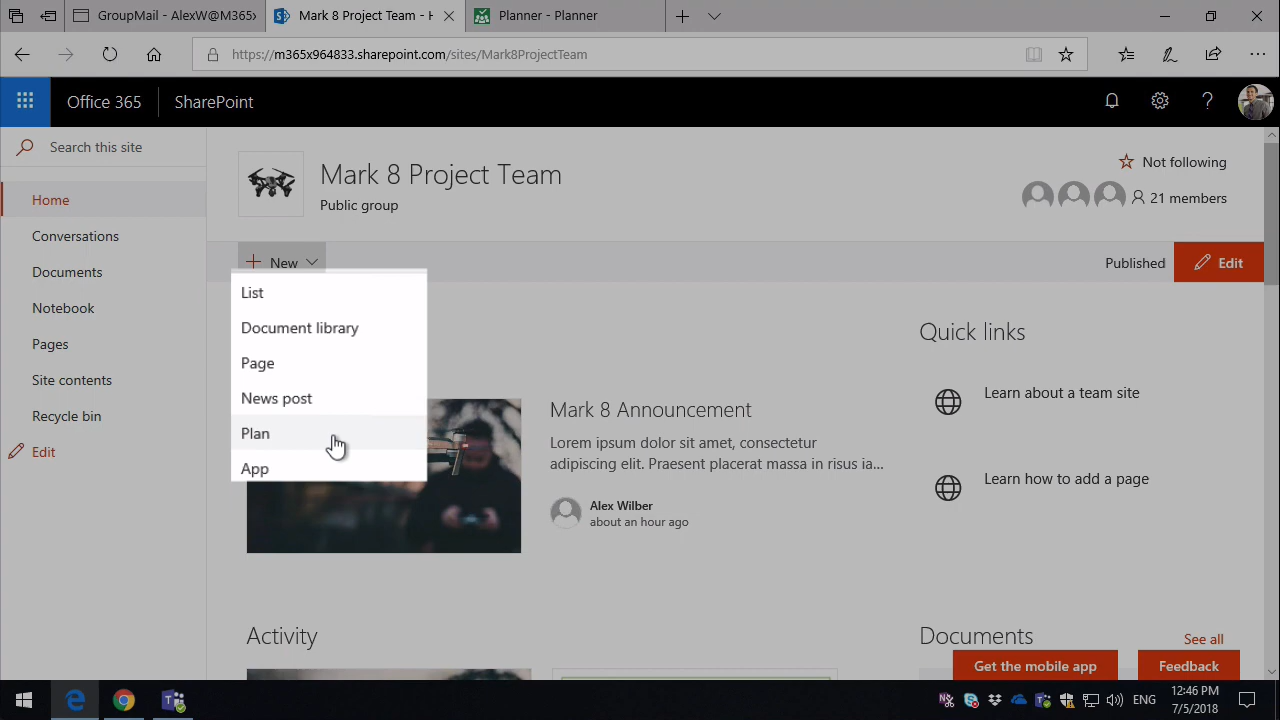 GroupMail - AlexW@M365x
Mark 8 Project Team - H
Planner - Planner
https://m365x964833.sharepoint.com/sites/Mark8ProjectTeam
Office 365
SharePoint
Search this site
Home
Conversations
Documents
Notebook
Pages
Site contents
Recycle bin
Edit
Mark 8 Project Team
Public group
Not following
21 members
New
Published
Edit
List
Document library
Page
News post
Plan
App
Mark 8 Announcement
Lorem ipsum dolor sit amet, consectetur
adipiscing elit. Praesent placerat massa in risus ia...
Alex Wilber
about an hour ago
Quick links
Learn about a team site
Learn how to add a page
Activity
Documents
See all
Get the mobile app
Feedback
ENG
12:46 PM
7/5/2018